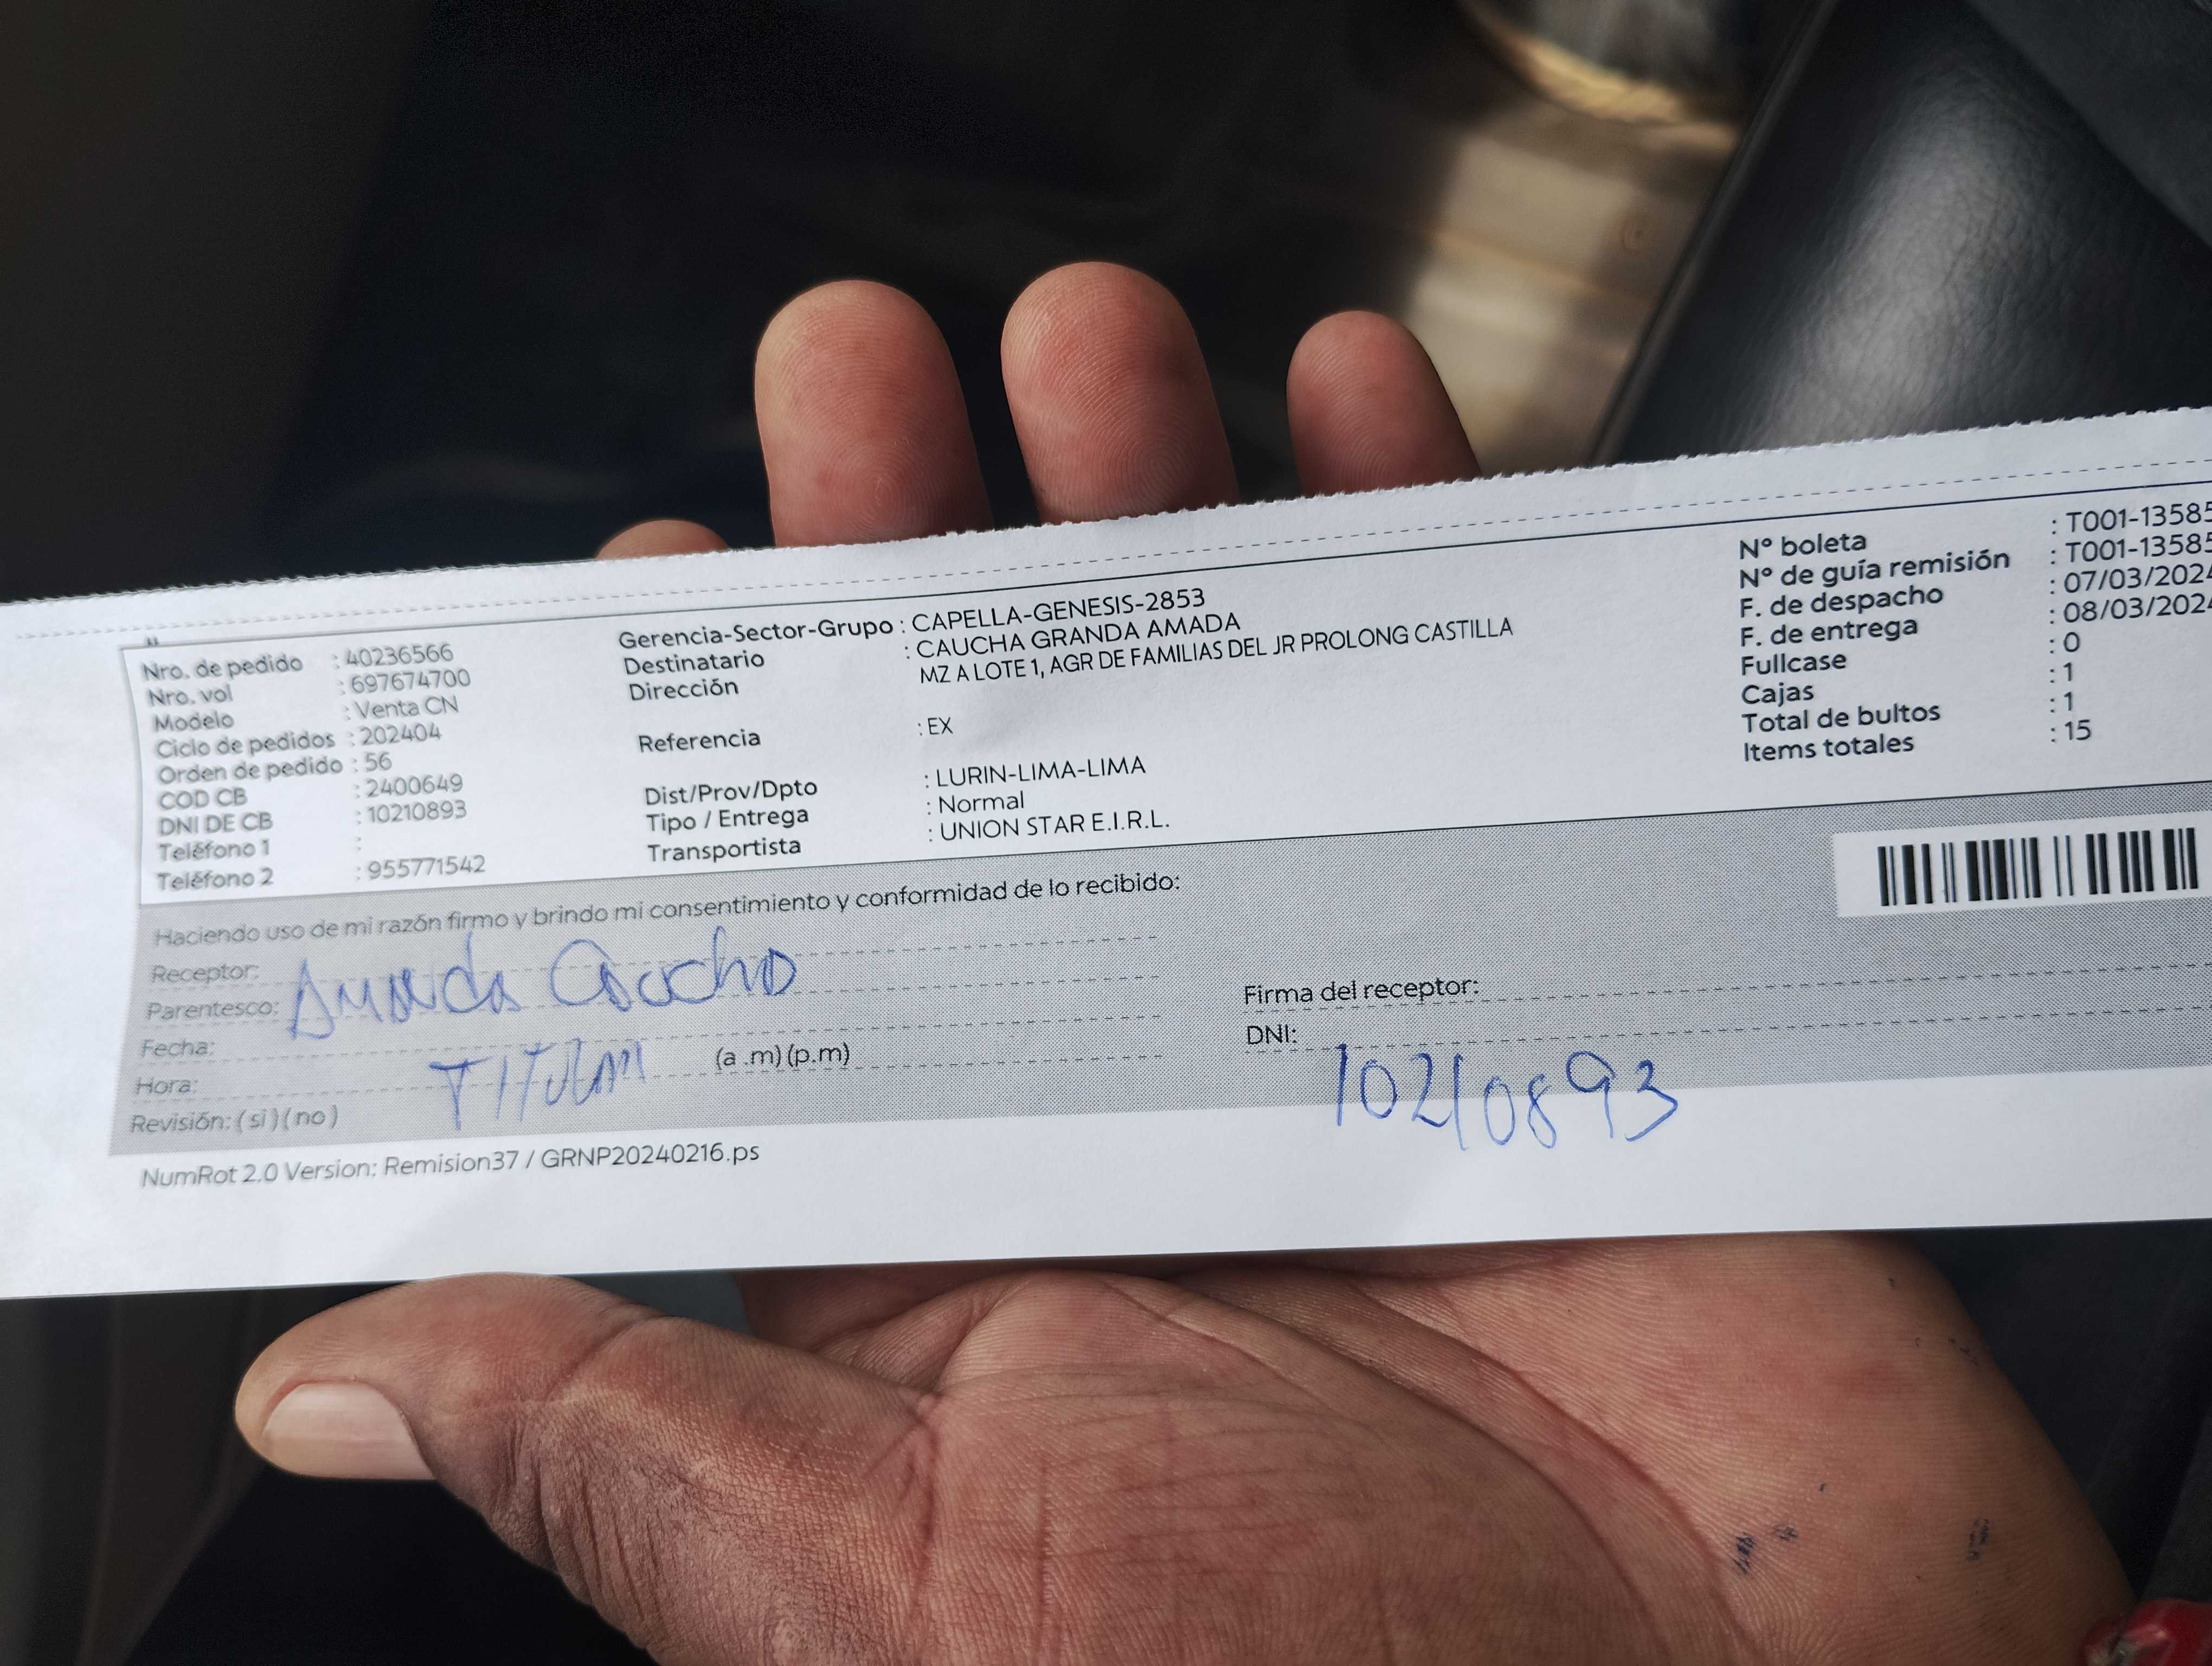 Nro. de pedido : 40236566
Nro. vol : 697674700
Modelo : Venta CN
Ciclo de pedidos : 202404
Orden de pedido : 56
COD CB : 2400649
DNI DE CB : 10210893
Teléfono 1 :
Teléfono 2 : 955771542
Gerencia-Sector-Grupo : CAPELLA-GENESIS-2853
Destinatario : CAUCHA GRANDA AMADA
Dirección MZ A LOTE 1, AGR DE FAMILIAS DEL JR PROLONG CASTILLA
Referencia : EX
Dist/Prov/Dpto : LURIN-LIMA-LIMA
Tipo / Entrega : Normal
Transportista : UNION STAR E.I.R.L.
N° boleta : T001-13585
N° de guía remisión : T001-13585
F. de despacho : 07/03/2024
F. de entrega : 08/03/2024
Fullcase : 0
Cajas : 1
Total de bultos : 1
Items totales : 15
Haciendo uso de mi razón firmo y brindo mi consentimiento y conformidad de lo recibido:
Receptor:
Parentesco:
Fecha:
Hora: (a .m) (p.m)
Revisión: ( si ) ( no )
Firma del receptor:
DNI:
10210893
NumRot 2.0 Version: Remision37 / GRNP20240216.ps